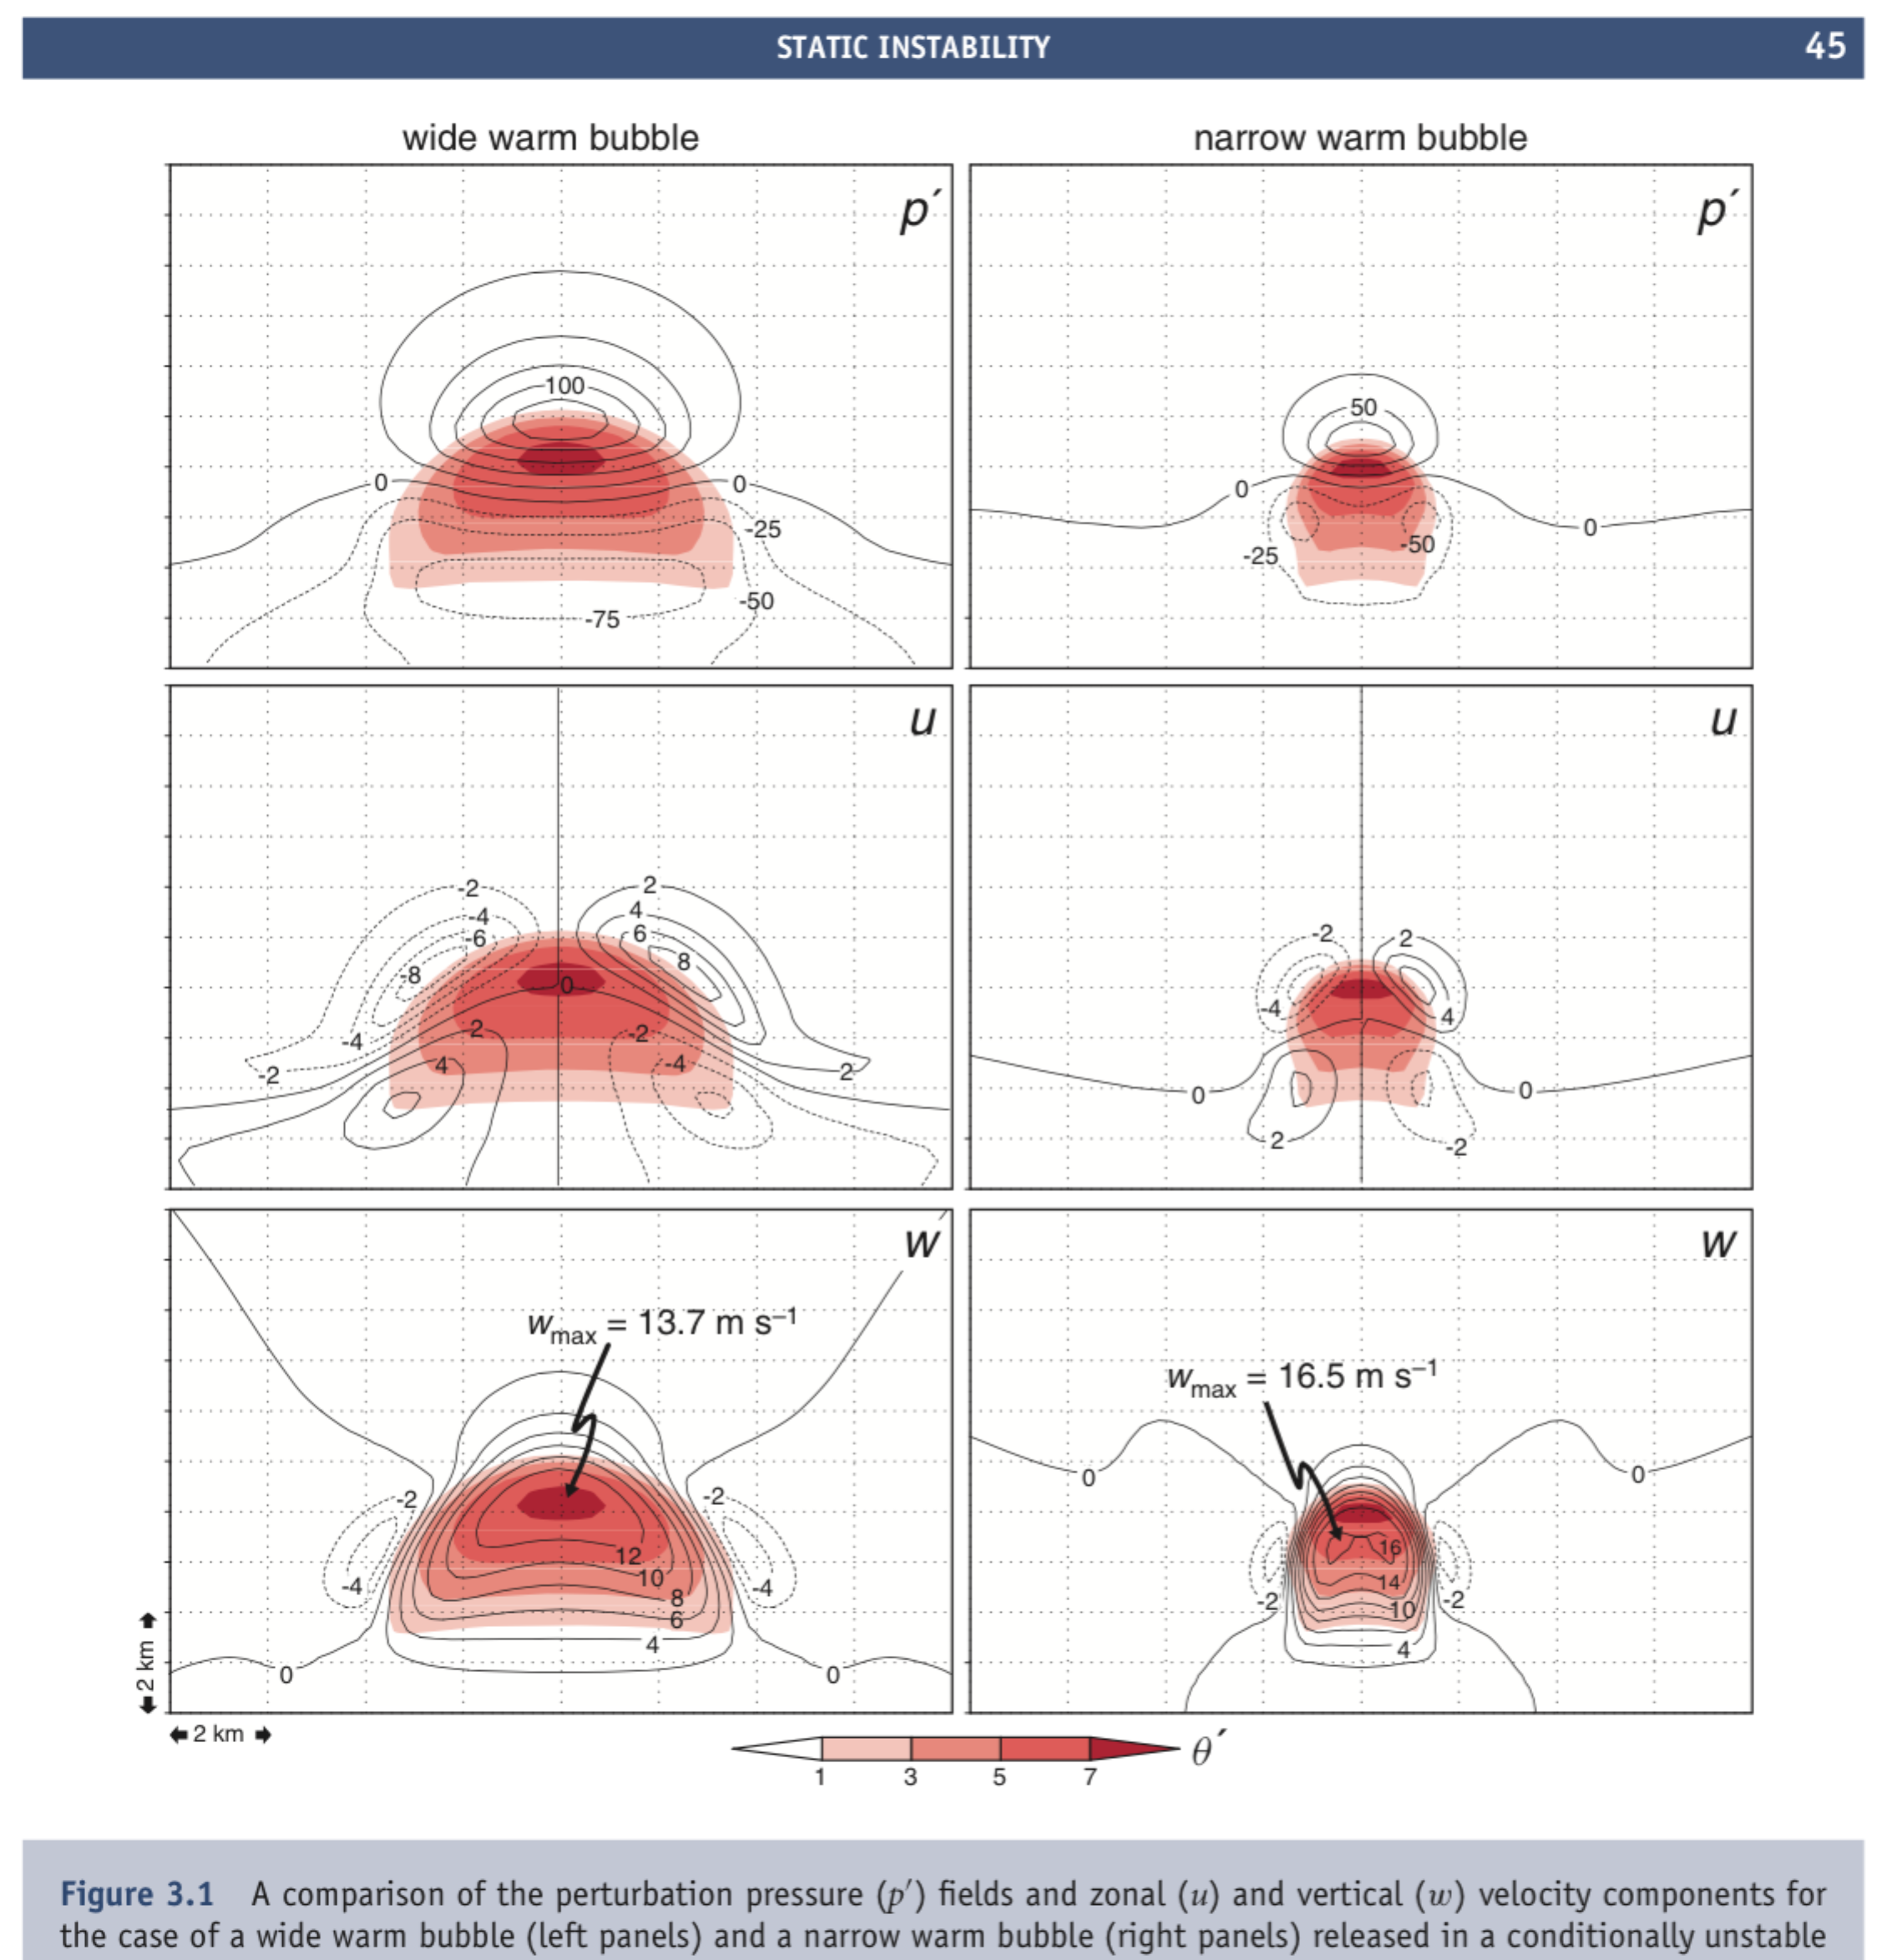 STATIC INSTABILITY 45
wide warm bubble narrow warm bubble
p′ p′
100
50
0 0
0 0
-25
-25 -50
-50
-75
u u
-2 2
-4 4
-6 6
-8 8
-2 2
0
-4 4
2 -2
-4
4 -4
-2 2
0 0
2 -2
w w
wmax = 13.7 m s–1
wmax = 16.5 m s–1
0 0
-2 -2
12
16
10
14
-4 -4
8
-2 10 -2
6
4 4
0 0
2 km
2 km
θ′
1 3 5 7
Figure 3.1 A comparison of the perturbation pressure (p′) fields and zonal (u) and vertical (w) velocity components for
the case of a wide warm bubble (left panels) and a narrow warm bubble (right panels) released in a conditionally unstable